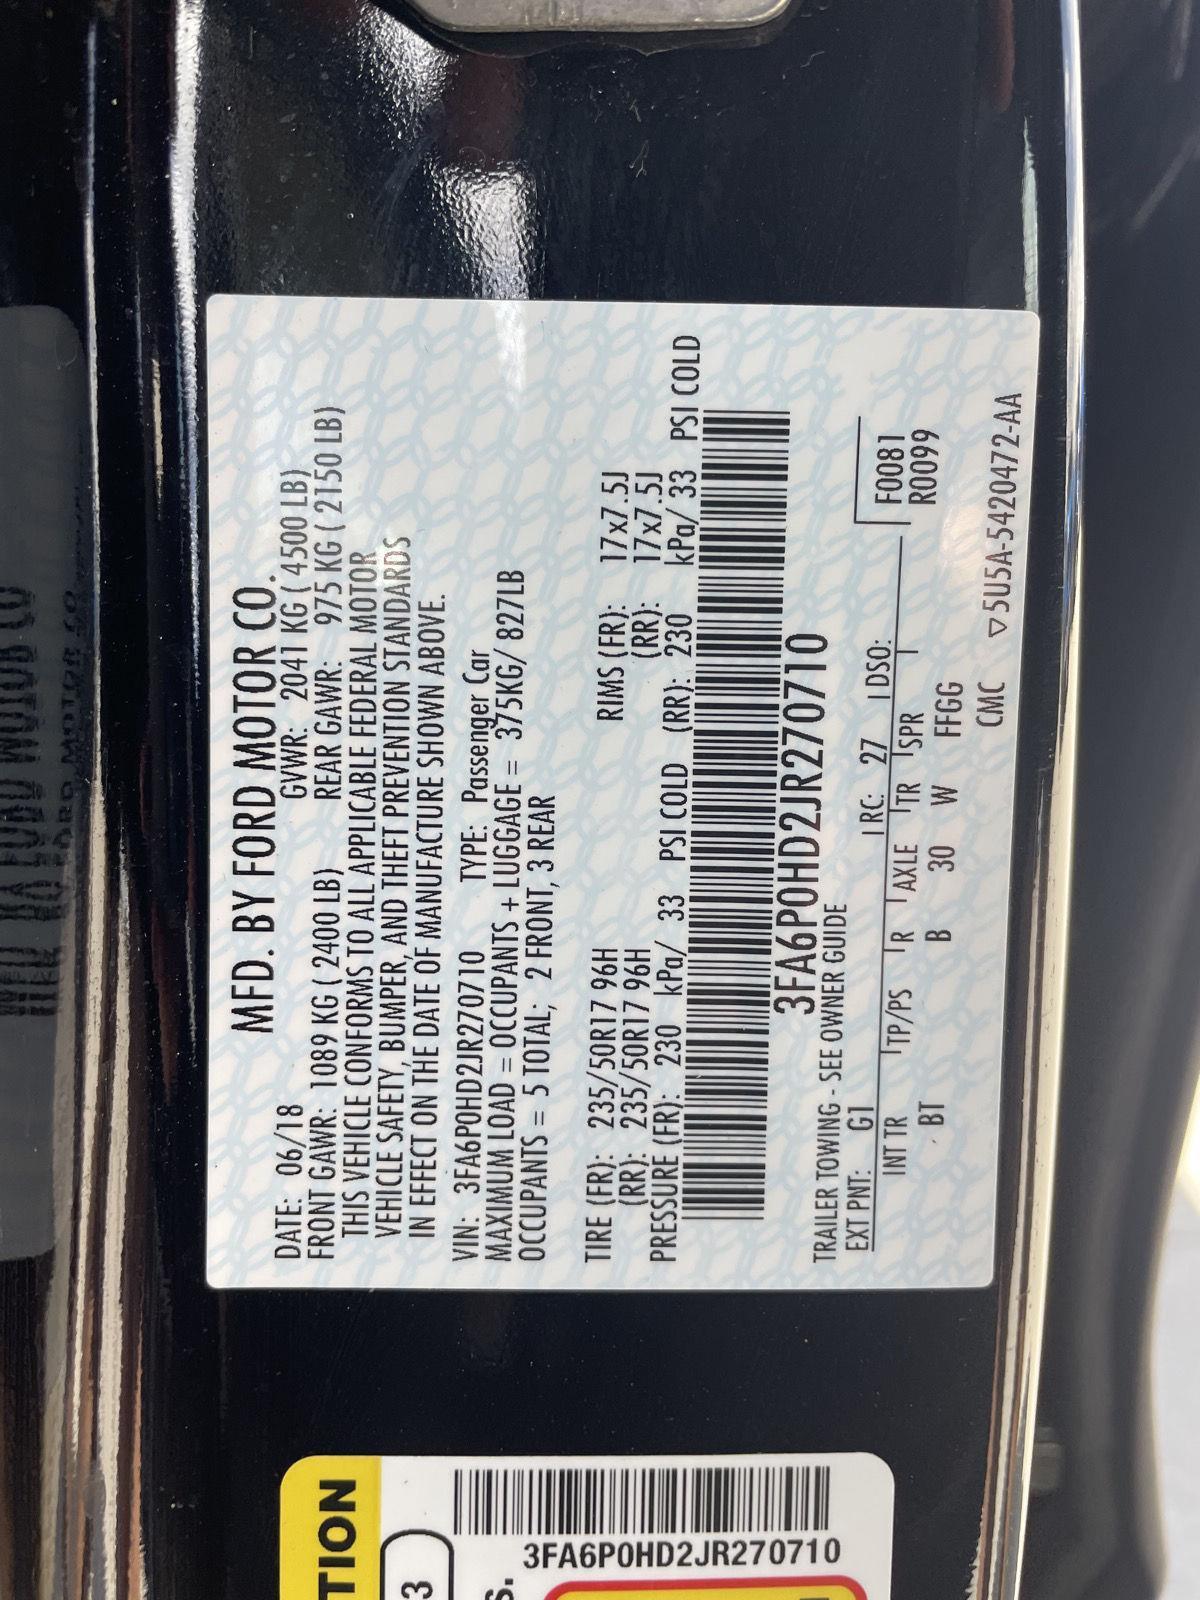 MFD. BY FORD MOTOR CO.
DATE: 06/18 GVWR: 2041 KG ( 4500 LB)
FRONT GAWR: 1089 KG ( 2400 LB) REAR GAWR: 975 KG ( 2150 LB)
THIS VEHICLE CONFORMS TO ALL APPLICABLE FEDERAL MOTOR
VEHICLE SAFETY, BUMPER, AND THEFT PREVENTION STANDARDS
IN EFFECT ON THE DATE OF MANUFACTURE SHOWN ABOVE.
VIN: 3FA6P0HD2JR270710 TYPE: Passenger Car
MAXIMUM LOAD = OCCUPANTS + LUGGAGE = 375KG/ 827LB
OCCUPANTS = 5 TOTAL; 2 FRONT, 3 REAR
TIRE (FR): 235/50R17 96H RIMS (FR): 17x7.5J
(RR): 235/50R17 96H (RR): 17x7.5J
PRESSURE (FR): 230 kPa/ 33 PSI COLD (RR): 230 kPa/ 33 PSI COLD
3FA6P0HD2JR270710
TRAILER TOWING - SEE OWNER GUIDE
EXT PNT: G1 RC: 27 DSO:
F0081
R0099
INT TR TP/PS R AXLE TR SPR
BT B 30 W FFGG
CMC ▽5U5A-5420472-AA
TION
3
S.
3FA6P0HD2JR270710